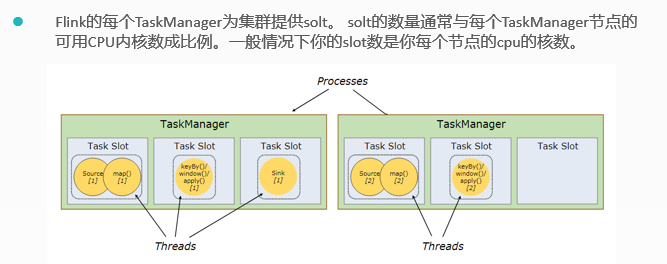 Flink的每个TaskManager为集群提供solt。 solt的数量通常与每个TaskManager节点的
可用CPU内核数成比例。一般情况下你的slot数是你每个节点的cpu的核数。
Processes
TaskManager
Task Slot
Task Slot
Task Slot
Source
[1]
map()
[1]
keyBy()/
window()/
apply()
[1]
Sink
[1]
Threads
TaskManager
Task Slot
Task Slot
Task Slot
Source
[2]
map()
[2]
keyBy()/
window()/
apply()
[2]
Threads